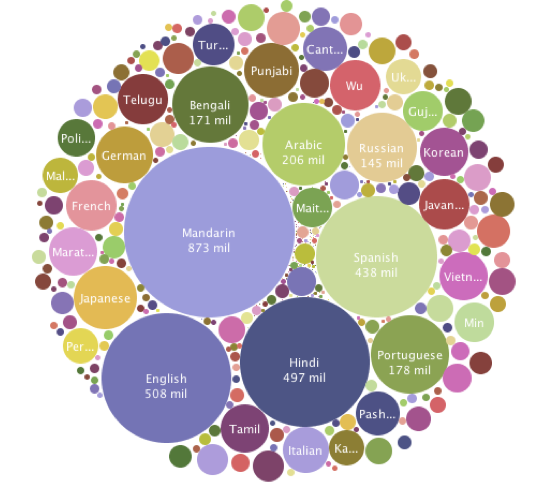 Tur...
Cant...
Punjabi
Wu
Uk...
Telugu
Bengali
171 mil
Guj...
Poli...
German
Arabic
206 mil
Russian
145 mil
Korean
Mal...
French
Mait...
Javan...
Mandarin
873 mil
Marat...
Spanish
438 mil
Vietn...
Japanese
Min
Per...
English
508 mil
Hindi
497 mil
Portuguese
178 mil
Pash...
Tamil
Italian
Ka...